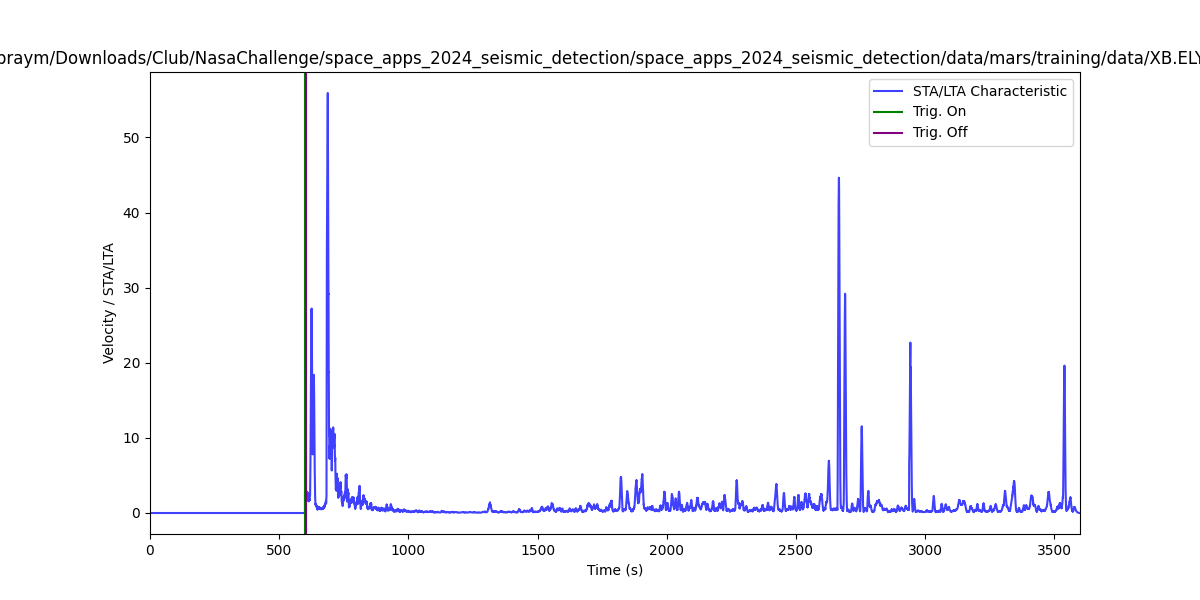 praym/Downloads/Club/NasaChallenge/space_apps_2024_seismic_detection/space_apps_2024_seismic_detection/data/mars/training/data/XB.ELY
STA/LTA Characteristic
Trig. On
Trig. Off
Velocity / STA/LTA
50
40
30
20
10
0
0 500 1000 1500 2000 2500 3000 3500
Time (s)